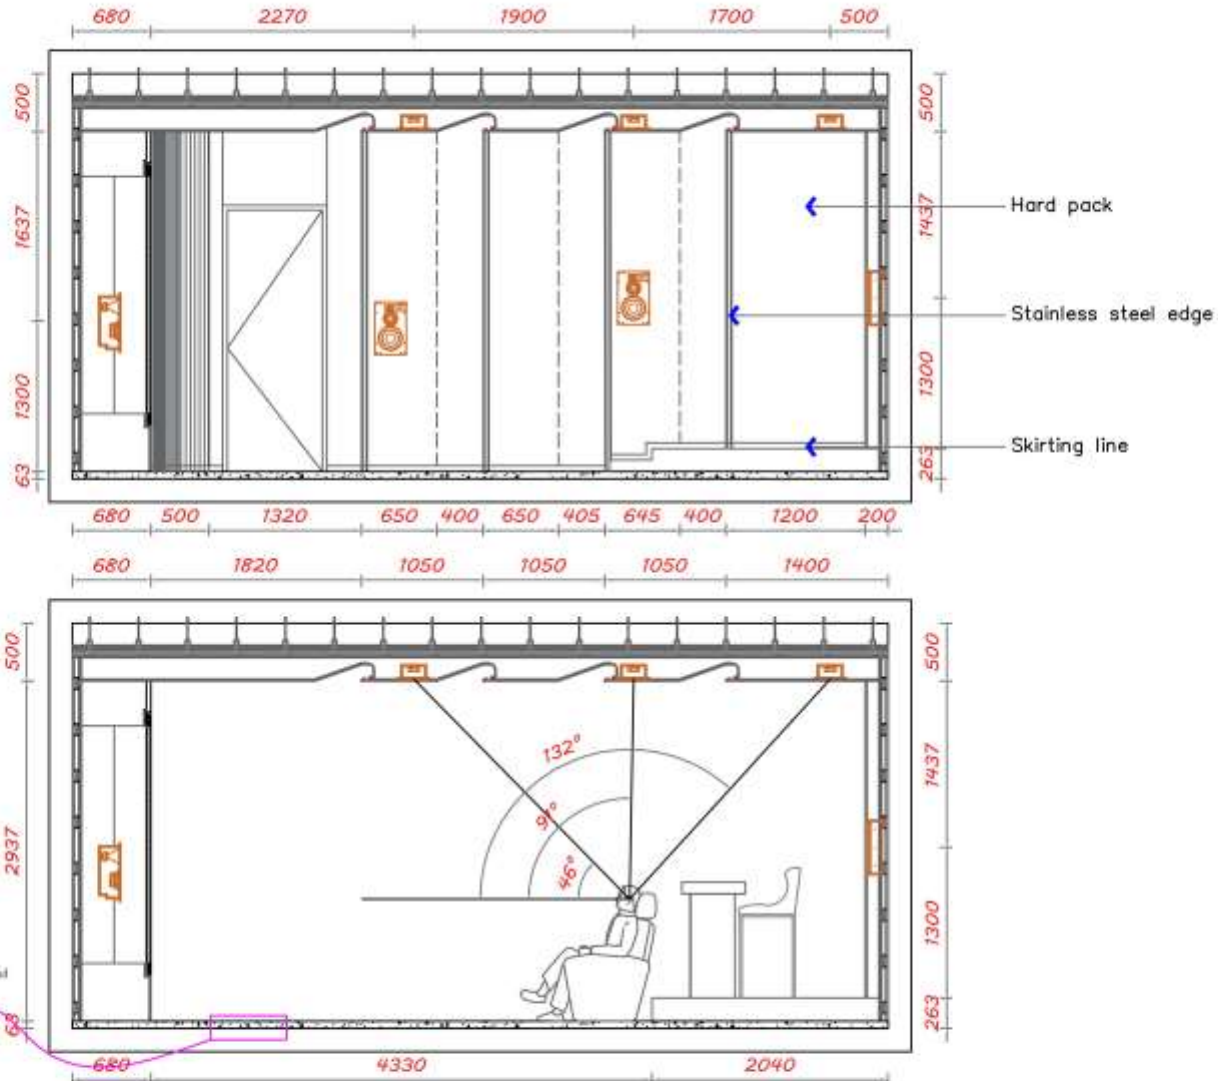 680 2270 1900 1700 500
500 1637 1300 63
500 1437 1300 263
Hard pack
Stainless steel edge
Skirting line
680 500 1320 650 400 650 405 645 400 1200 200
680 1820 1050 1050 1050 1400
500 2937 63
132°
91°
46°
500 1437 1300 263
680 4330 2040